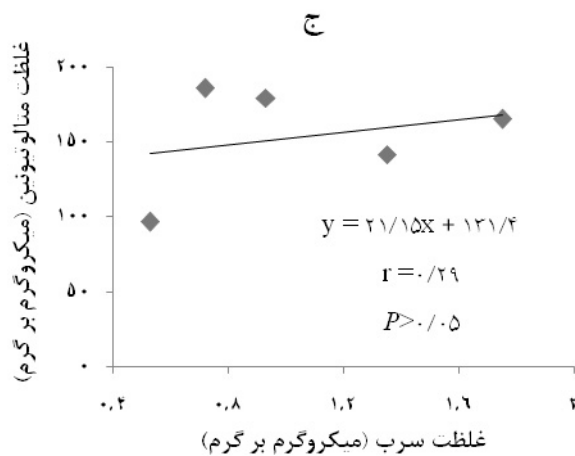 ج
غلظت متالوتیونین (میکروگرم بر گرم)
۲۰۰
۱۵۰
۱۰۰
۵۰
۰
y = ۲۱/۱۵x + ۱۳۱/۴
r =۰/۲۹
P>۰/۰۵
۰.۴ ۰.۸ ۱.۲ ۱.۶ ۲
غلظت سرب (میکروگرم بر گرم)